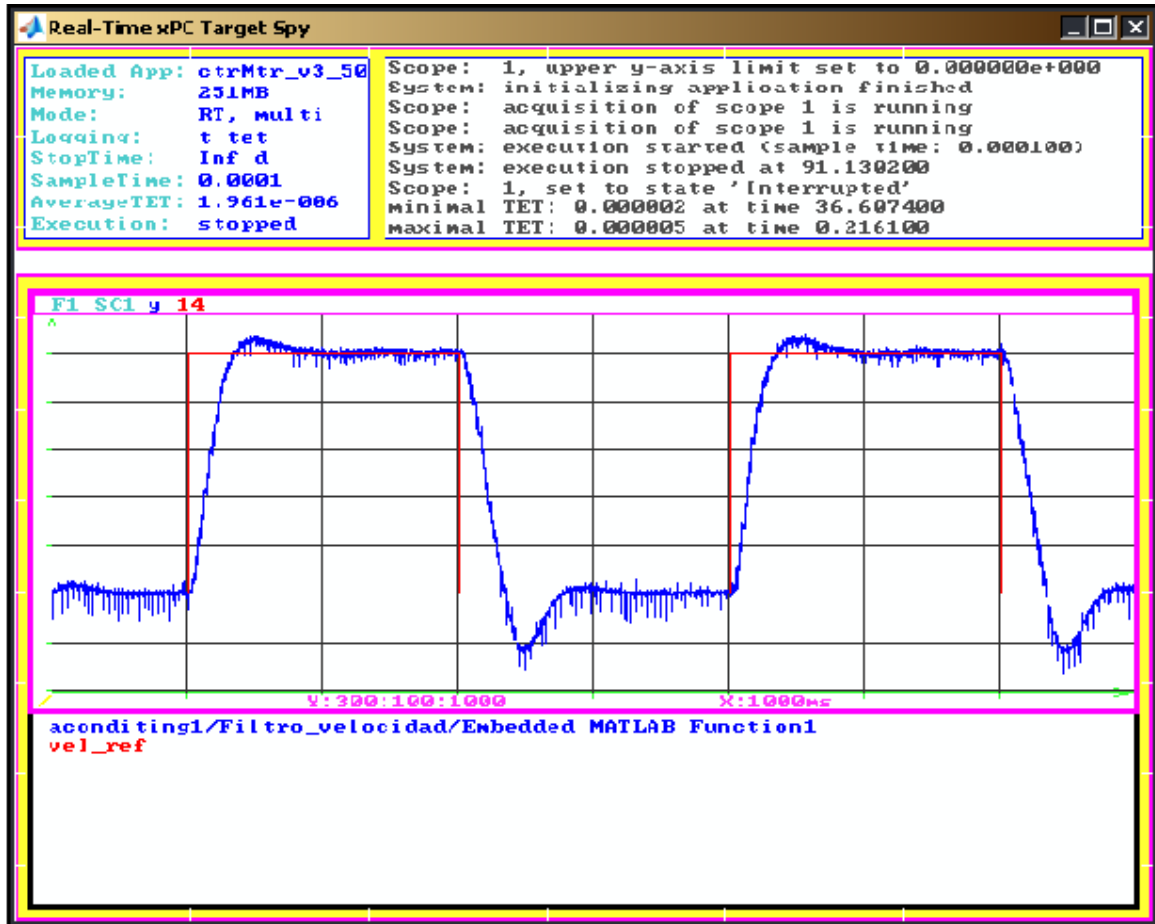 Real-Time xPC Target Spy
Loaded App: ctrMtr_v3_50
Memory: 251MB
Mode: RT, multi
Logging: t tet
StopTime: Inf d
SampleTime: 0.0001
AverageTET: 1.961e-006
Execution: stopped
Scope: 1, upper y-axis limit set to 0.000000e+000
System: initializing application finished
Scope: acquisition of scope 1 is running
Scope: acquisition of scope 1 is running
System: execution started (sample time: 0.000100)
System: execution stopped at 91.130200
Scope: 1, set to state 'Interrupted'
minimal TET: 0.000002 at time 36.607400
maximal TET: 0.000005 at time 0.216100
F1 SC1 y 14
Y:300:100:1000 X:1000ms
aconditing1/Filtro_velocidad/Embedded MATLAB Function1
vel_ref